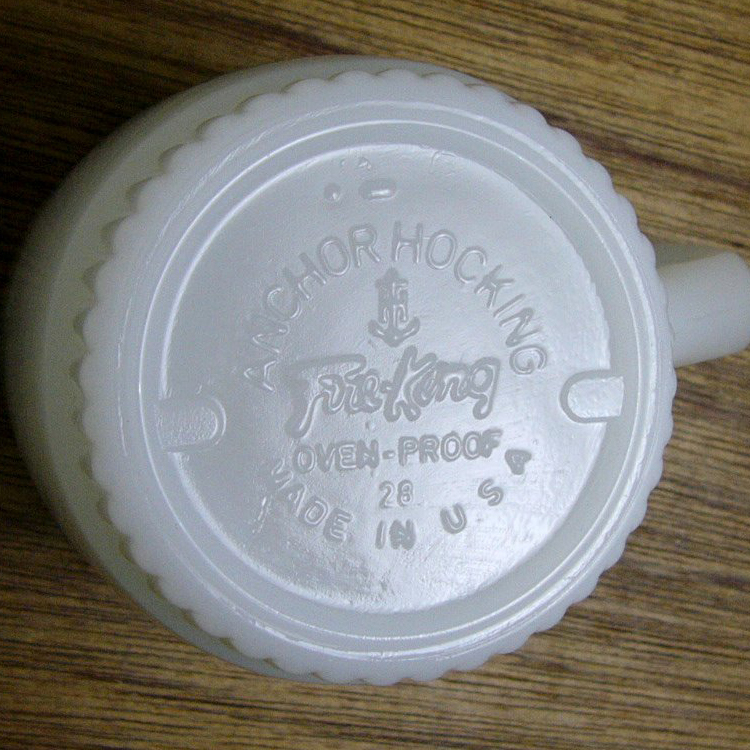 ANCHOR HOCKING
Fire-King
OVEN-PROOF
28
MADE IN U S A